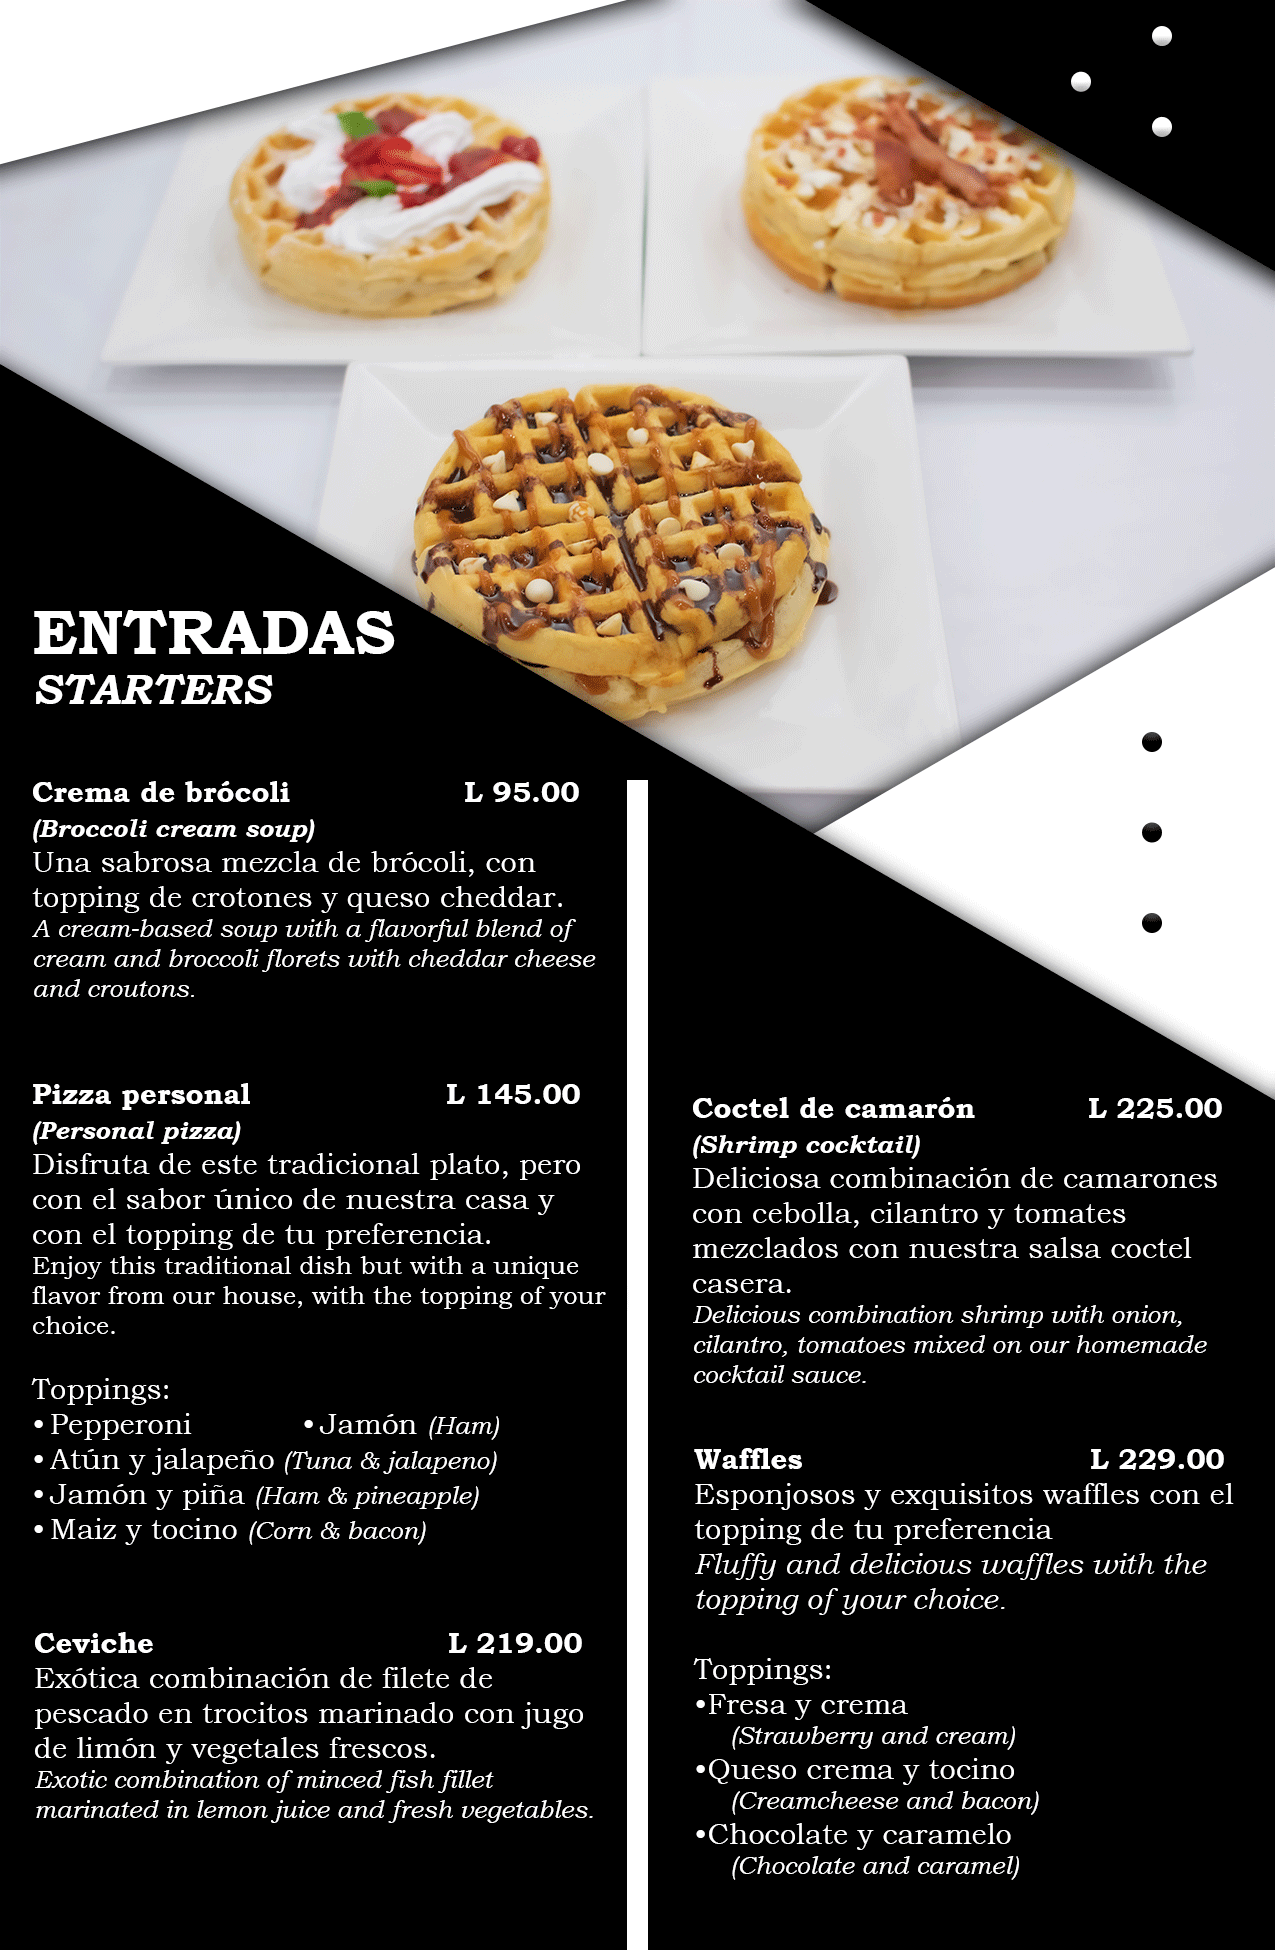 ENTRADAS
STARTERS
Crema de brócoli L 95.00
(Broccoli cream soup)
Una sabrosa mezcla de brócoli, con
topping de crotones y queso cheddar.
A cream-based soup with a flavorful blend of
cream and broccoli florets with cheddar cheese
and croutons.
Pizza personal L 145.00
(Personal pizza)
Disfruta de este tradicional plato, pero
con el sabor único de nuestra casa y
con el topping de tu preferencia.
Enjoy this traditional dish but with a unique
flavor from our house, with the topping of your
choice.
Toppings:
• Pepperoni • Jamón (Ham)
• Atún y jalapeño (Tuna & jalapeno)
• Jamón y piña (Ham & pineapple)
• Maiz y tocino (Corn & bacon)
Ceviche L 219.00
Exótica combinación de filete de
pescado en trocitos marinado con jugo
de limón y vegetales frescos.
Exotic combination of minced fish fillet
marinated in lemon juice and fresh vegetables.
Coctel de camarón L 225.00
(Shrimp cocktail)
Deliciosa combinación de camarones
con cebolla, cilantro y tomates
mezclados con nuestra salsa coctel
casera.
Delicious combination shrimp with onion,
cilantro, tomatoes mixed on our homemade
cocktail sauce.
Waffles L 229.00
Esponjosos y exquisitos waffles con el
topping de tu preferencia
Fluffy and delicious waffles with the
topping of your choice.
Toppings:
•Fresa y crema
(Strawberry and cream)
•Queso crema y tocino
(Creamcheese and bacon)
•Chocolate y caramelo
(Chocolate and caramel)